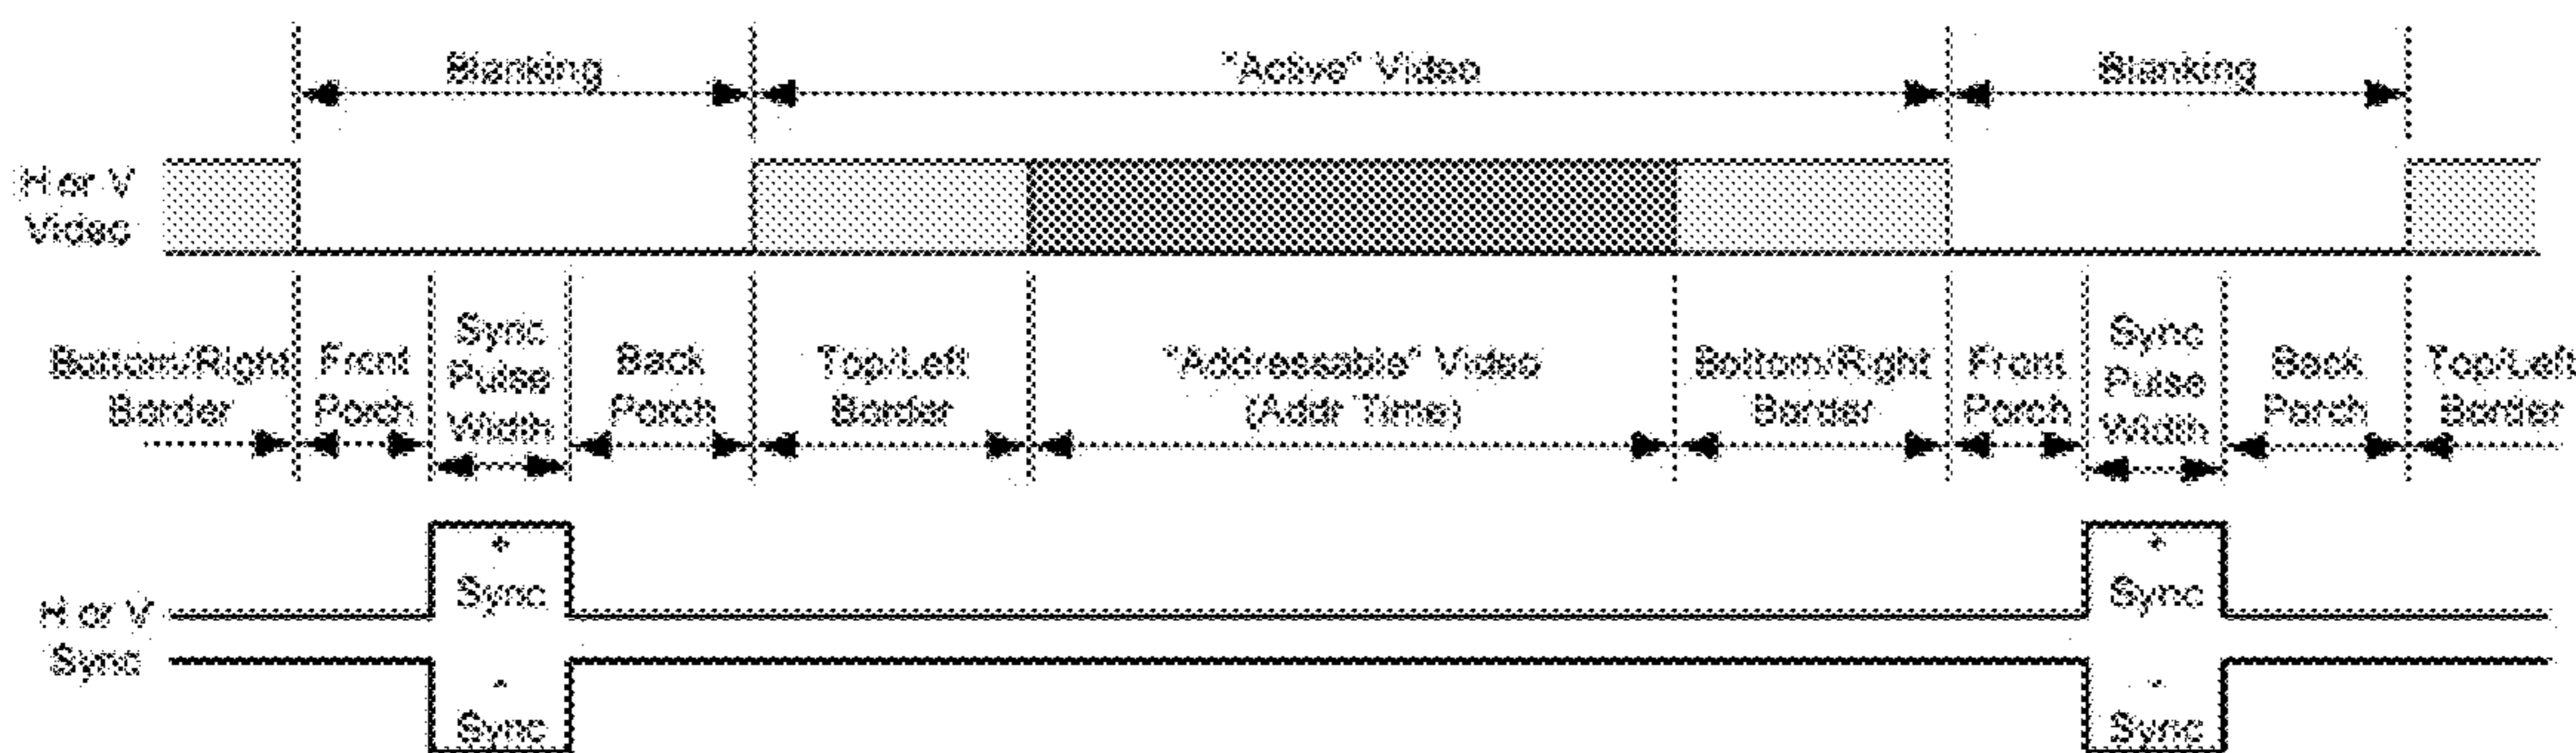 Blanking
"Active" Video
Blanking
H or V
Video
Bottom/Right
Border
Front
Porch
Sync
Pulse
Width
Back
Porch
Top/Left
Border
"Addressable" Video
(Addr Time)
Bottom/Right
Border
Front
Porch
Sync
Pulse
Width
Back
Porch
Top/Left
Border
H or V
Sync
+
Sync
-
Sync
+
Sync
-
Sync